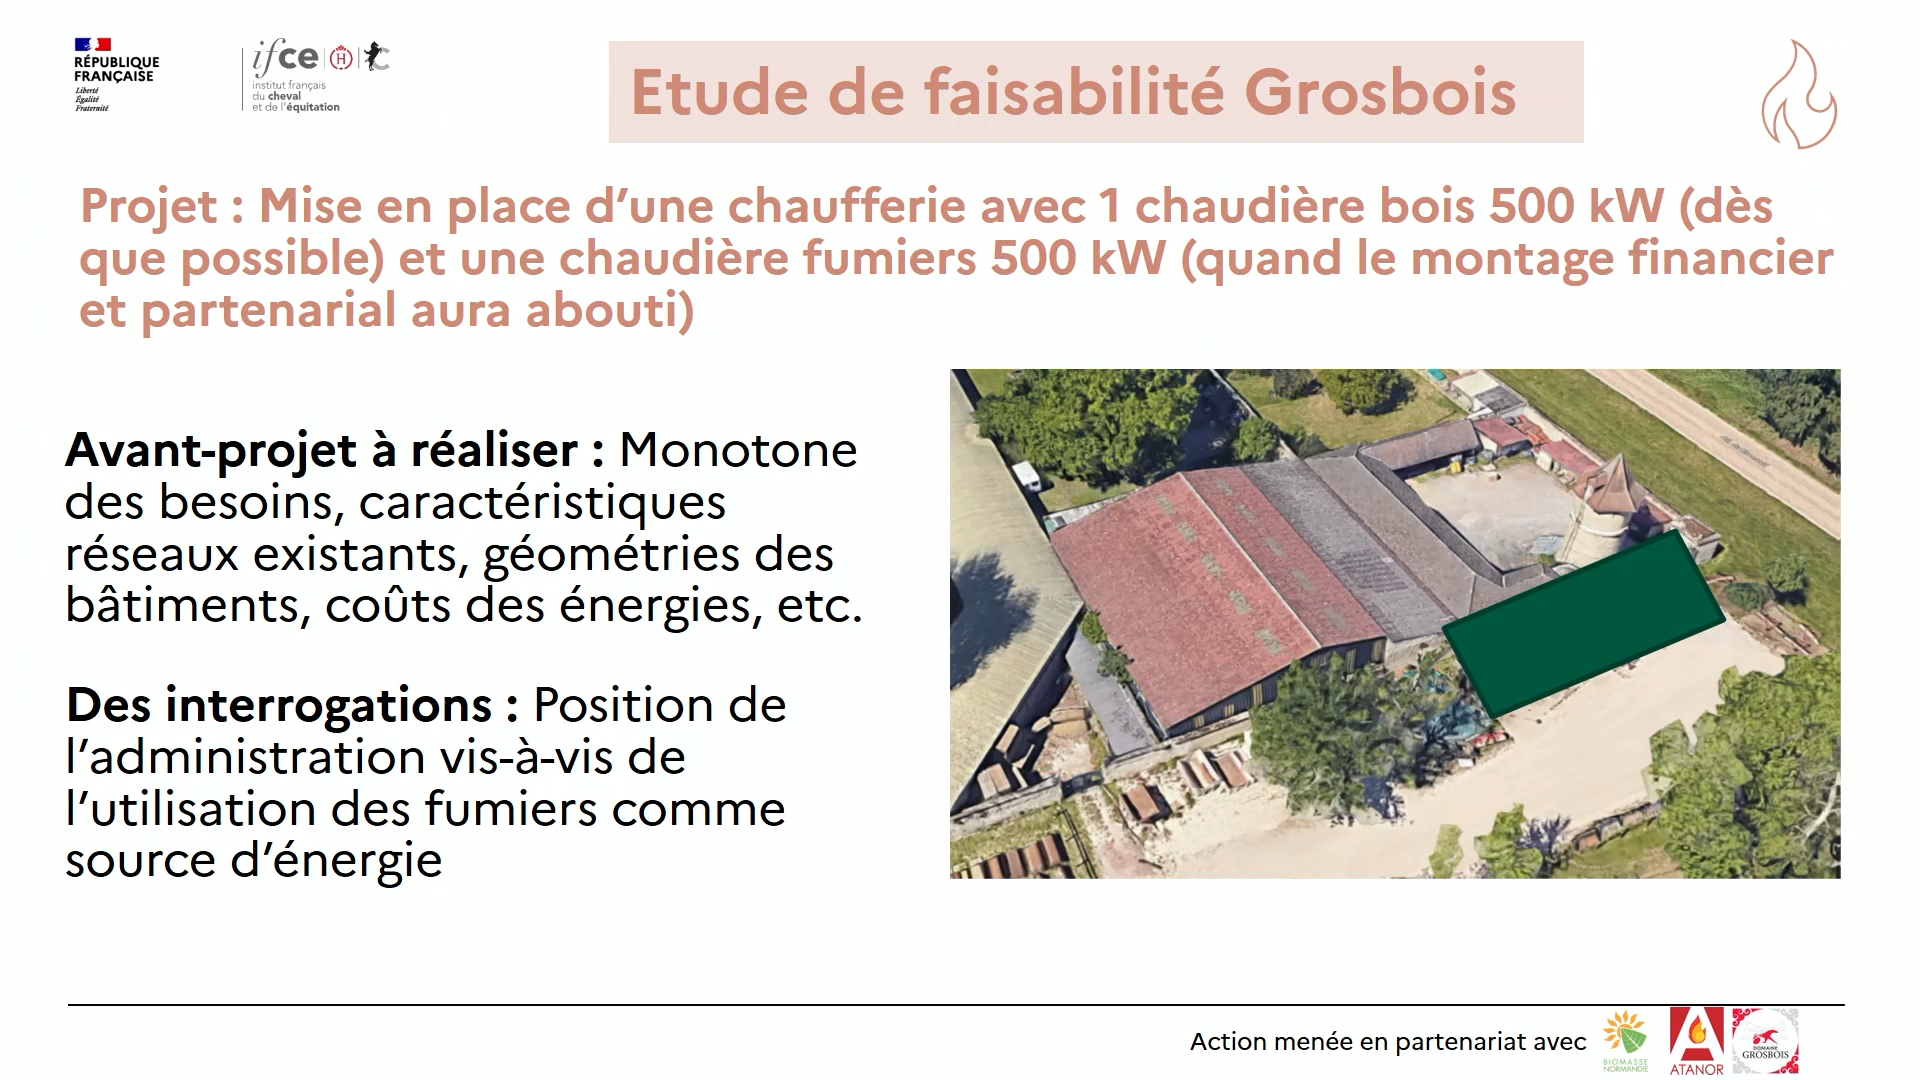 RÉPUBLIQUE
FRANÇAISE
Liberté
Égalité
Fraternité
ifce H
institut français
du cheval
et de l'équitation
Etude de faisabilité Grosbois
Projet : Mise en place d’une chaufferie avec 1 chaudière bois 500 kW (dès
que possible) et une chaudière fumiers 500 kW (quand le montage financier
et partenarial aura abouti)
Avant-projet à réaliser : Monotone
des besoins, caractéristiques
réseaux existants, géométries des
bâtiments, coûts des énergies, etc.
Des interrogations : Position de
l’administration vis-à-vis de
l’utilisation des fumiers comme
source d’énergie
Action menée en partenariat avec
BIOMASSE
NORMANDIE
ATANOR
DOMAINE
GROSBOIS